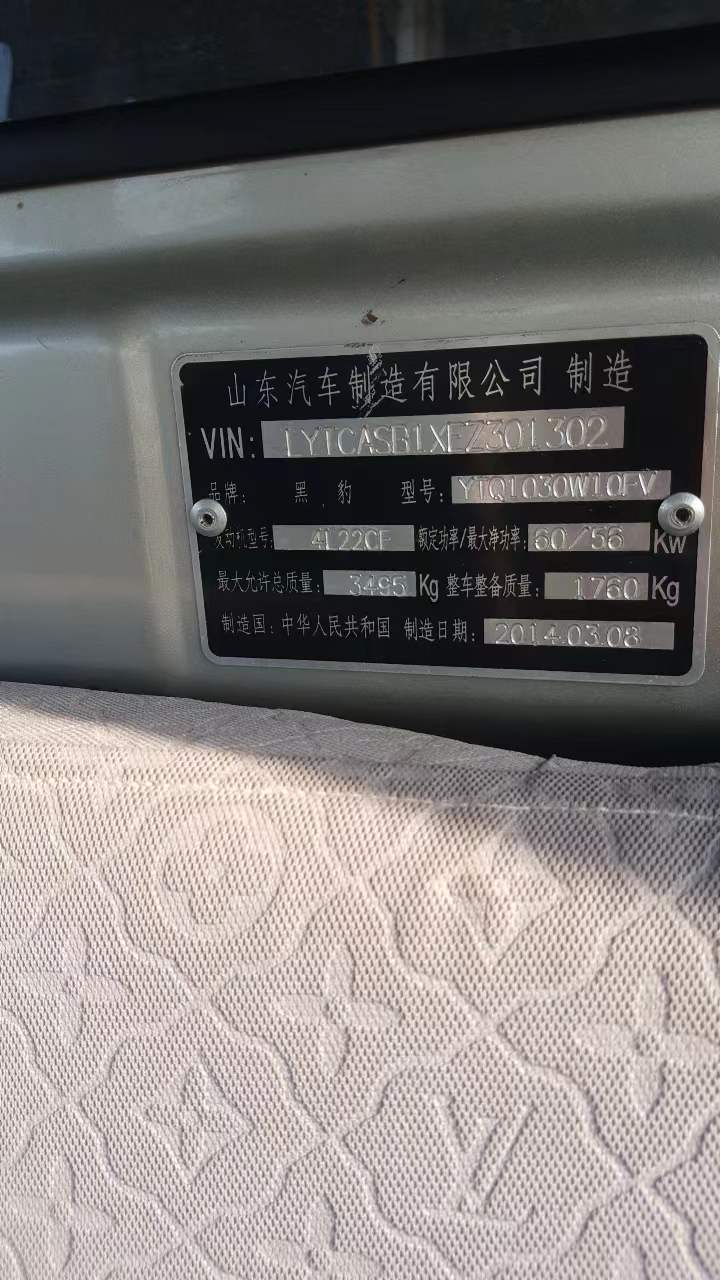 山东汽车制造有限公司 制造
VIN: LYTCASB1XEZ301302
品牌: 黑 豹 型号: YTQ1030W10FV
发动机型号: 4L22CF 额定功率/最大净功率: 60/56 Kw
最大允许总质量: 3495 Kg 整车整备质量: 1760 Kg
制造国: 中华人民共和国 制造日期: 2014.03.08